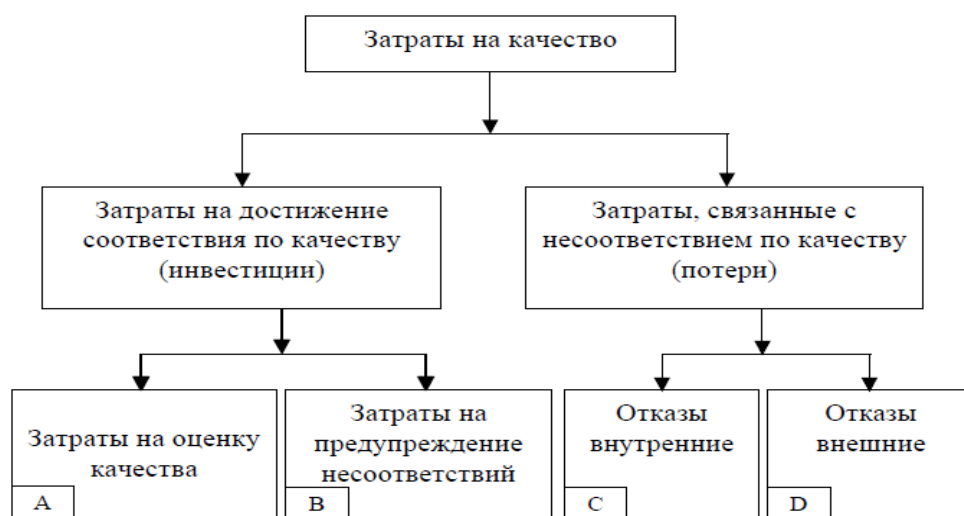 Затраты на качество
Затраты на достижение
соответствия по качеству
(инвестиции)
Затраты, связанные с
несоответствием по качеству
(потери)
Затраты на оценку
качества
A
Затраты на
предупреждение
несоответствий
B
Отказы
внутренние
C
Отказы
внешние
D